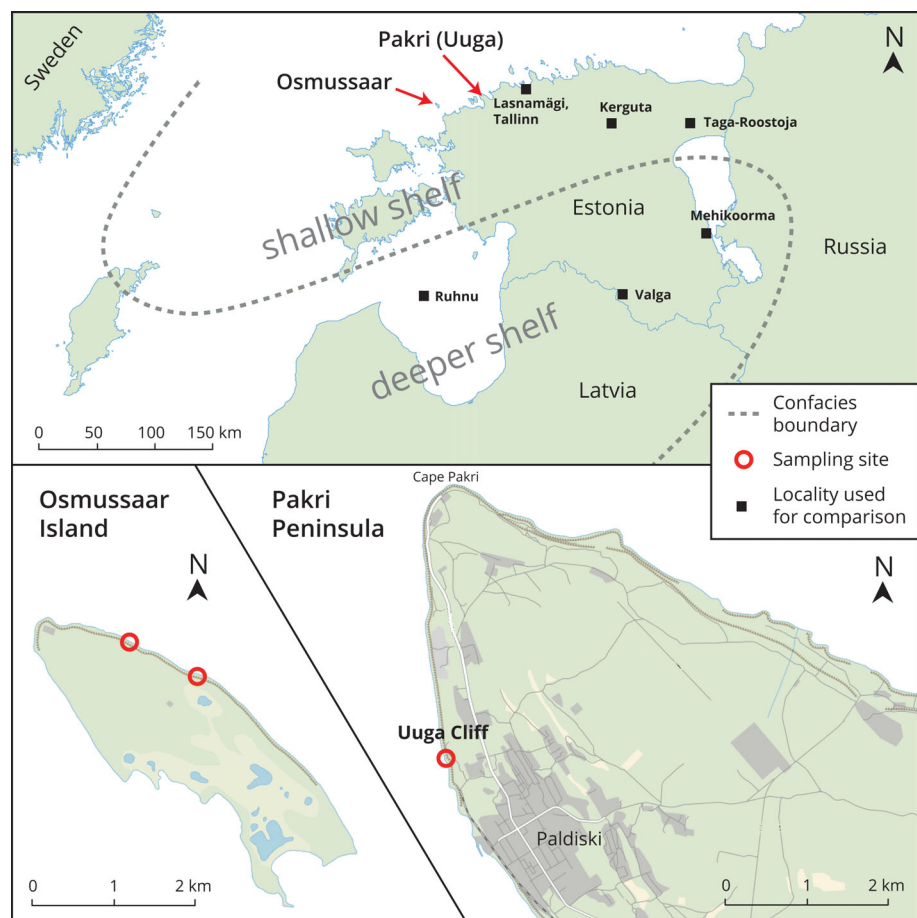 Sweden
Pakri (Uuga)
Osmussaar
N
Lasnamägi,
Tallinn
Kerguta
Taga-Roostoja
shallow shelf
Estonia
Mehikoorma
Russia
Ruhnu
Valga
deeper shelf
Latvia
0 50 100 150 km
Confacies
boundary
Sampling site
Locality used
for comparison
Osmussaar
Island
N
0 1 2 km
Pakri
Peninsula
Cape Pakri
N
Uuga Cliff
Paldiski
0 1 2 km